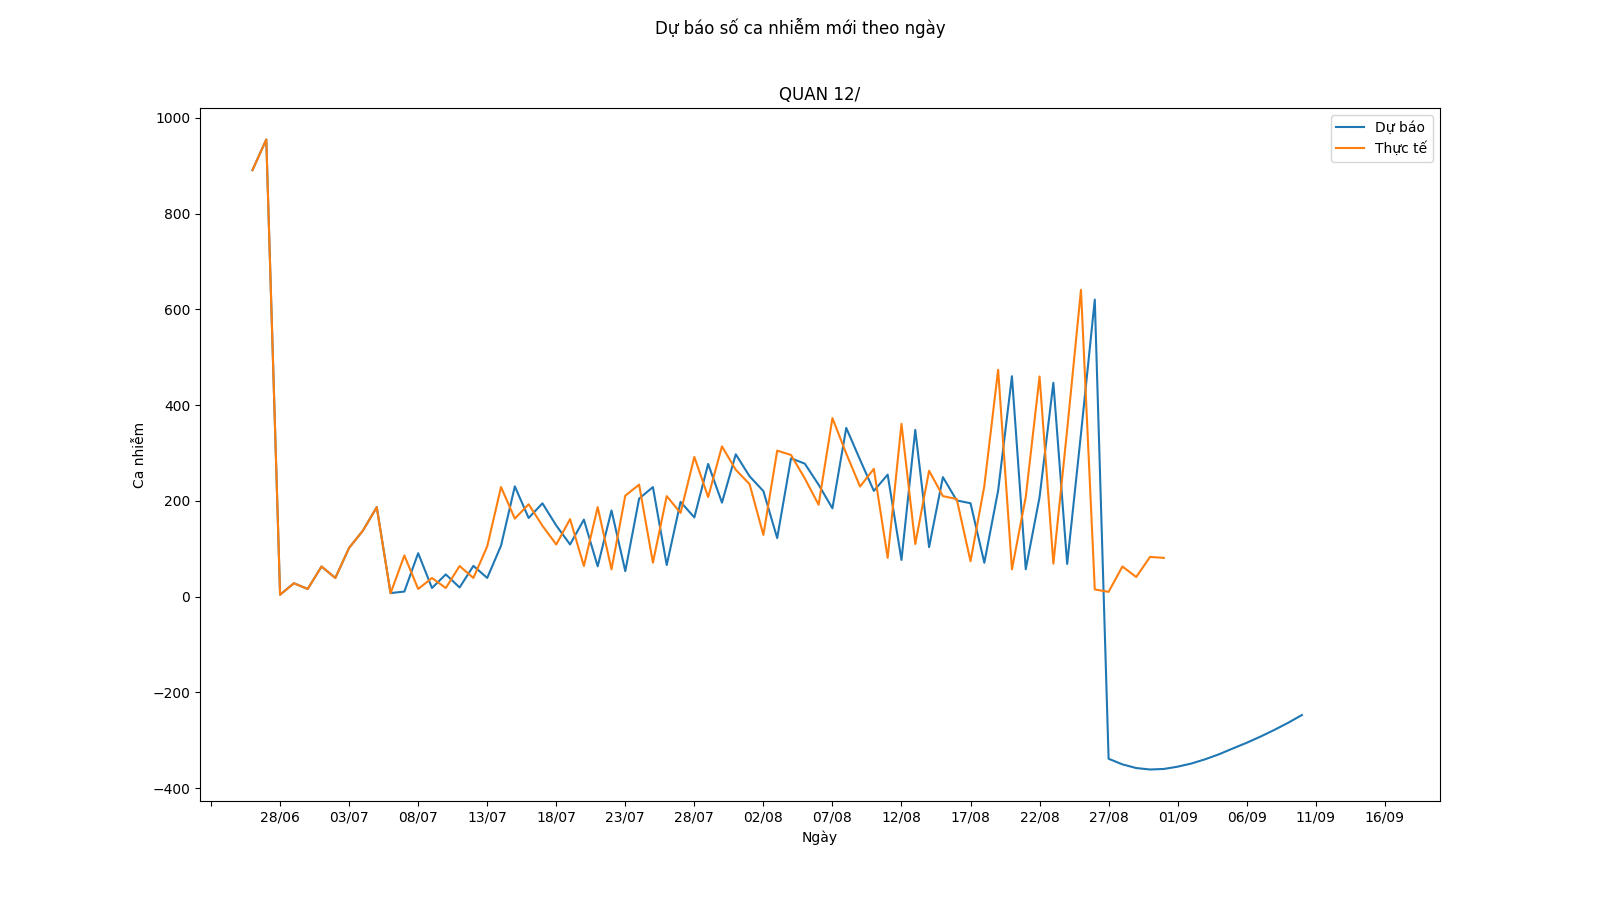 Dự báo số ca nhiễm mới theo ngày
QUAN 12/
1000
800
600
400
200
0
−200
−400
Ca nhiễm
Dự báo
Thực tế
28/06 03/07 08/07 13/07 18/07 23/07 28/07 02/08 07/08 12/08 17/08 22/08 27/08 01/09 06/09 11/09 16/09
Ngày